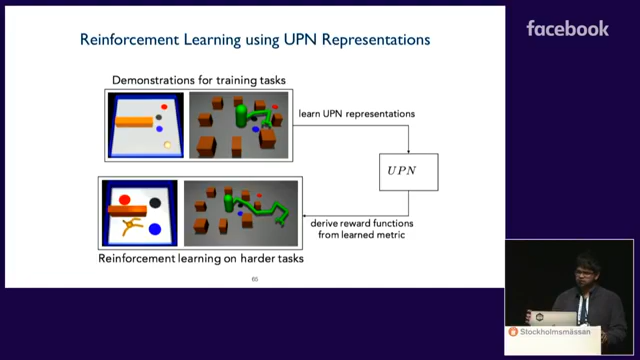 Reinforcement Learning using UPN Representations
facebook
Demonstrations for training tasks
learn UPN representations
UPN
derive reward functions
from learned metric
Reinforcement learning on harder tasks
65
Stockholmsmässan